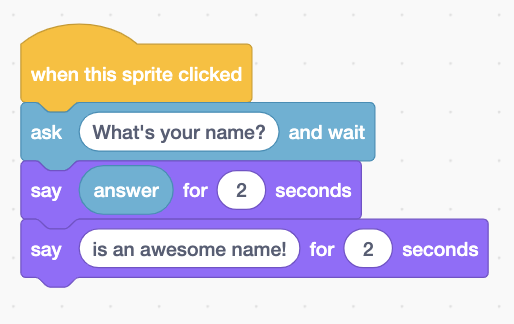 when this sprite clicked
ask What's your name? and wait
say answer for 2 seconds
say is an awesome name! for 2 seconds